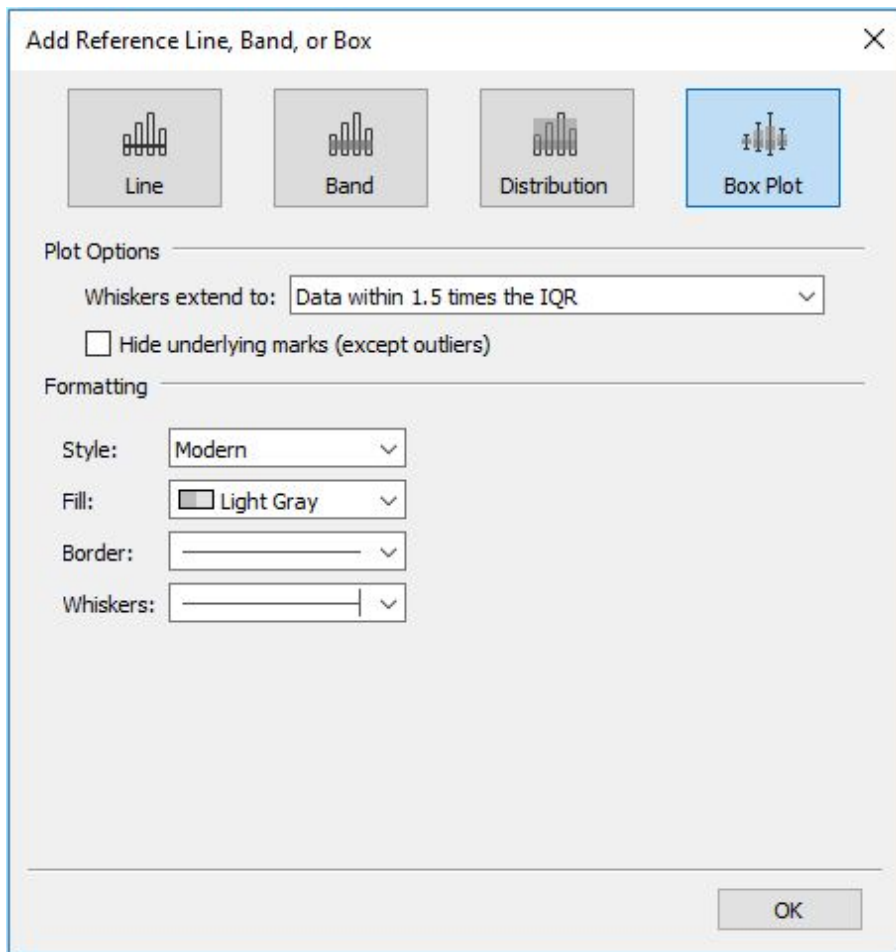 Add Reference Line, Band, or Box
Line
Band
Distribution
Box Plot
Plot Options
Whiskers extend to: Data within 1.5 times the IQR
Hide underlying marks (except outliers)
Formatting
Style: Modern
Fill: Light Gray
Border:
Whiskers:
OK